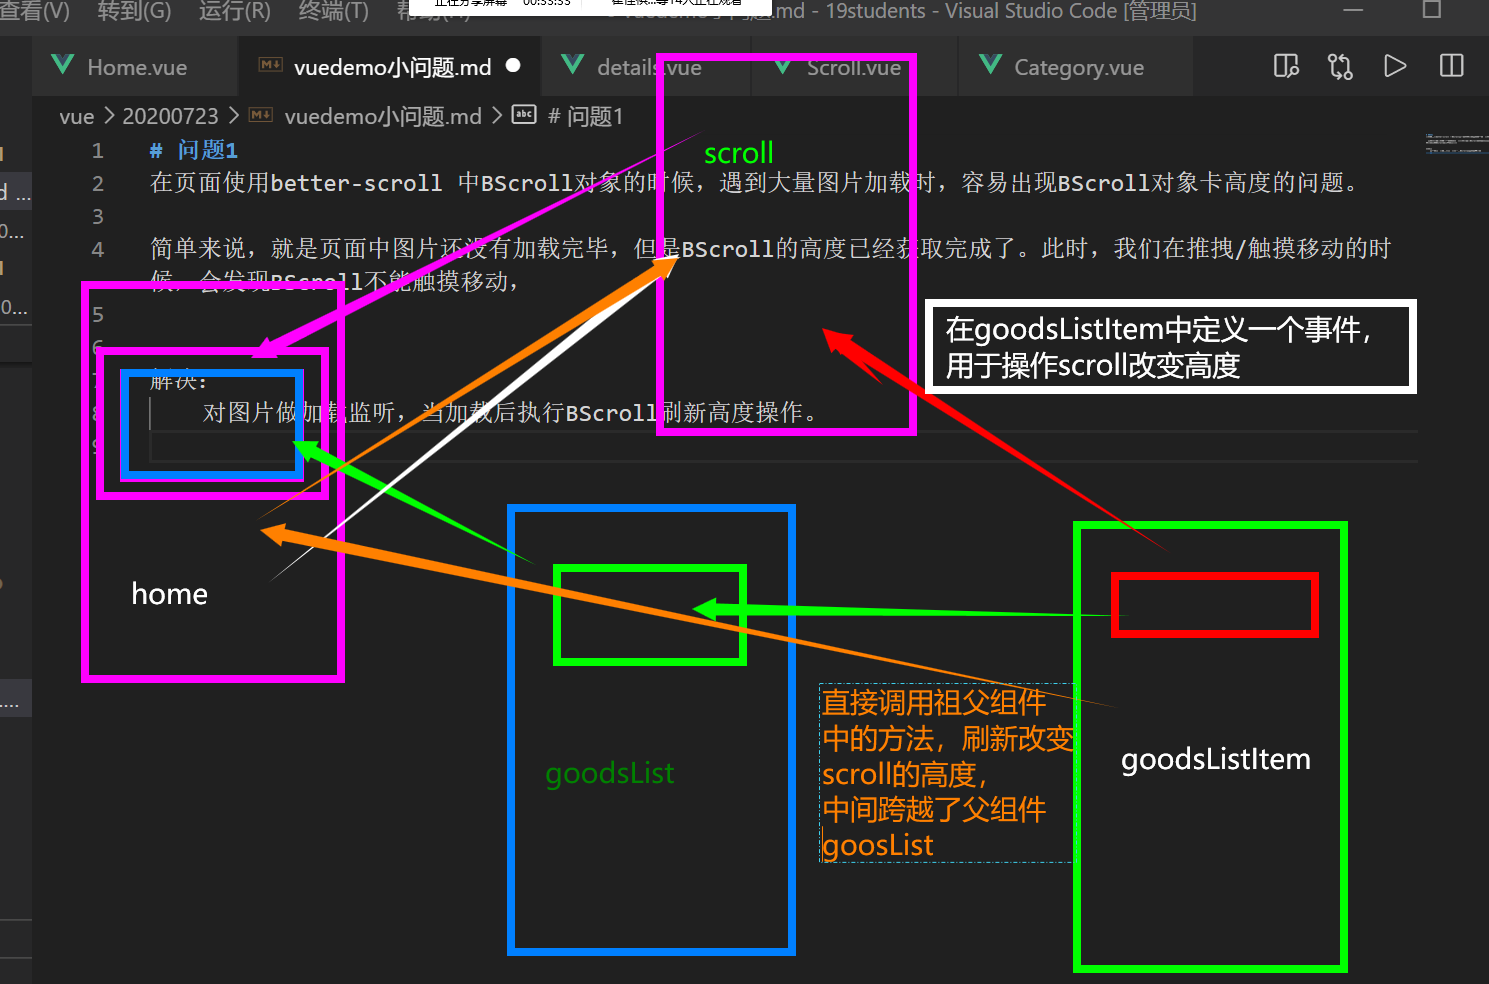 查看(V) 转到(G) 运行(R) 终端(T) 帮助(H)
正在分享屏幕 00:33:33
.md - 19students - Visual Studio Code [管理员]
Home.vue vuedemo小问题.md details.vue Scroll.vue Category.vue
vue > 20200723 > vuedemo小问题.md > # 问题1
1 # 问题1
scroll
2 在页面使用better-scroll 中BScroll对象的时候，遇到大量图片加载时，容易出现BScroll对象卡高度的问题。
3
4 简单来说，就是页面中图片还没有加载完毕，但是BScroll的高度已经获取完成了。此时，我们在推拽/触摸移动的时
候，会发现BScroll不能触摸移动，
5
6
在goodsListItem中定义一个事件，
用于操作scroll改变高度
7 解决：
8 对图片做加载监听，当加载后执行BScroll刷新高度操作。
9
home
goodsList
直接调用祖父组件
中的方法，刷新改变
scroll的高度，
中间跨越了父组件
goosList
goodsListItem